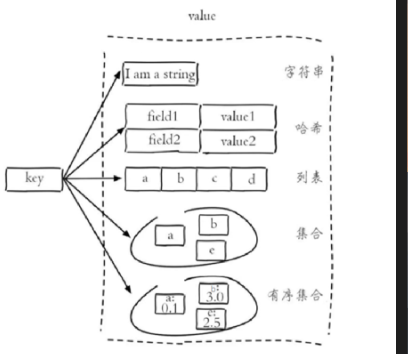 value
I am a string 字符串
field1 value1
哈希
field2 value2
key
a b c d 列表
a b e 集合
a: 0.1 b: 3.0 e: 2.5 有序集合